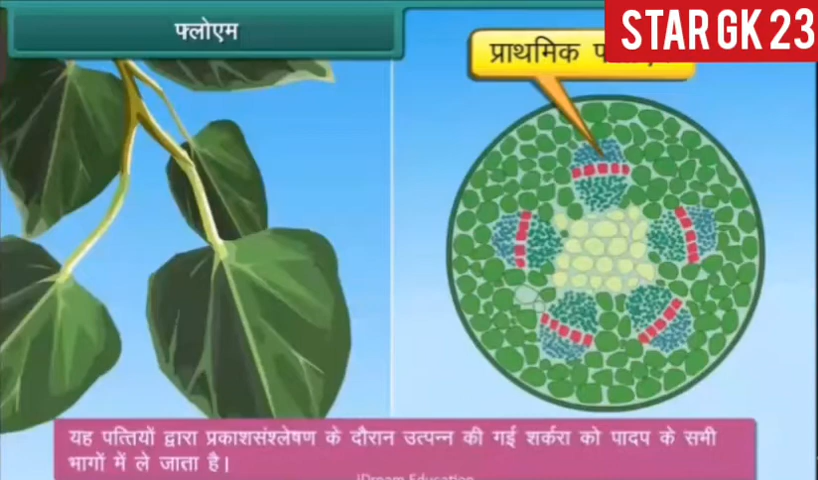 फ्लोएम
STAR GK 23
प्राथमिक
यह पत्तियों द्वारा प्रकाशसंश्लेषण के दौरान उत्पन्न की गई शर्करा को पादप के सभी
भागों में ले जाता है।